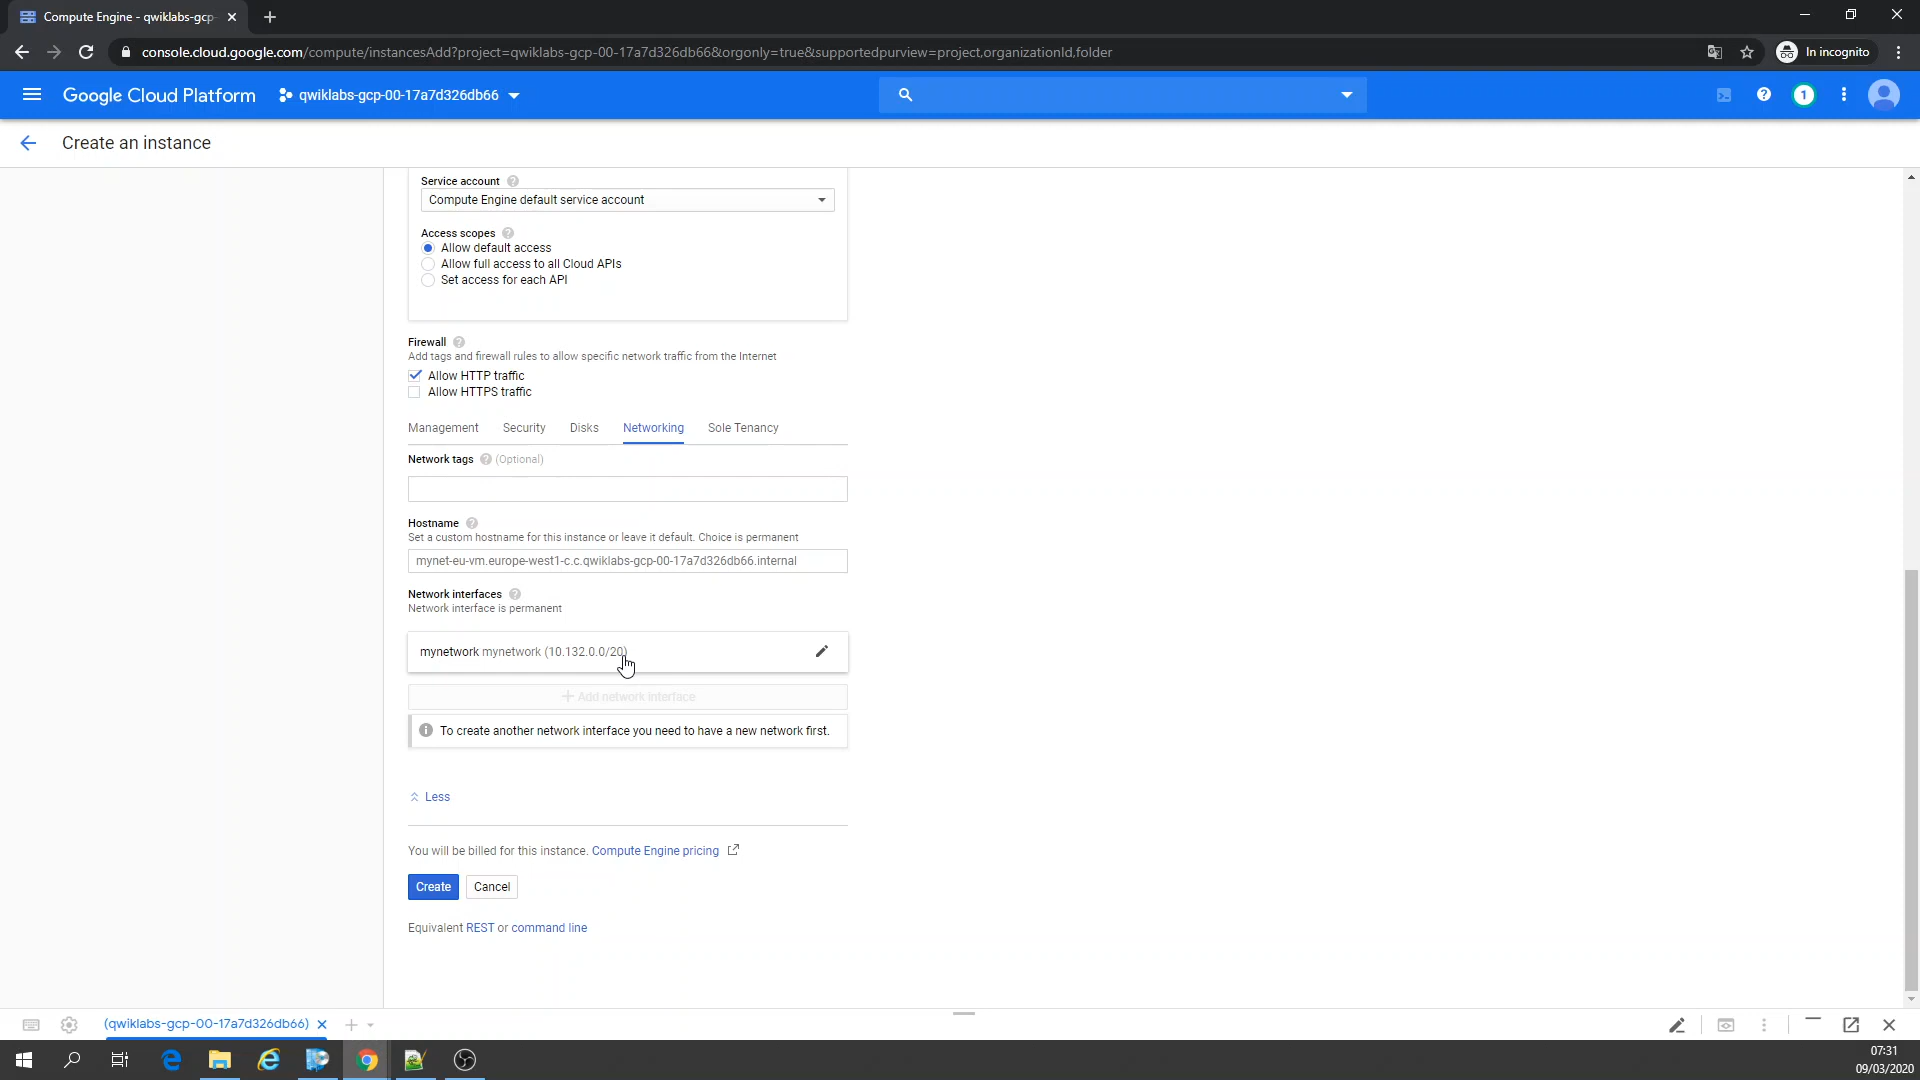 Compute Engine - qwiklabs-gcp-
console.cloud.google.com/compute/instancesAdd?project=qwiklabs-gcp-00-17a7d326db66&orgonly=true&supportedpurview=project,organizationId,folder
In incognito
Google Cloud Platform
qwiklabs-gcp-00-17a7d326db66
1
Create an instance
Service account
Compute Engine default service account
Access scopes
Allow default access
Allow full access to all Cloud APIs
Set access for each API
Firewall
Add tags and firewall rules to allow specific network traffic from the Internet
Allow HTTP traffic
Allow HTTPS traffic
Management Security Disks Networking Sole Tenancy
Network tags (Optional)
Hostname
Set a custom hostname for this instance or leave it default. Choice is permanent
mynet-eu-vm.europe-west1-c.c.qwiklabs-gcp-00-17a7d326db66.internal
Network interfaces
Network interface is permanent
mynetwork mynetwork (10.132.0.0/20)
+ Add network interface
To create another network interface you need to have a new network first.
Less
You will be billed for this instance. Compute Engine pricing
Create Cancel
Equivalent REST or command line
(qwiklabs-gcp-00-17a7d326db66)
07:31
09/03/2020